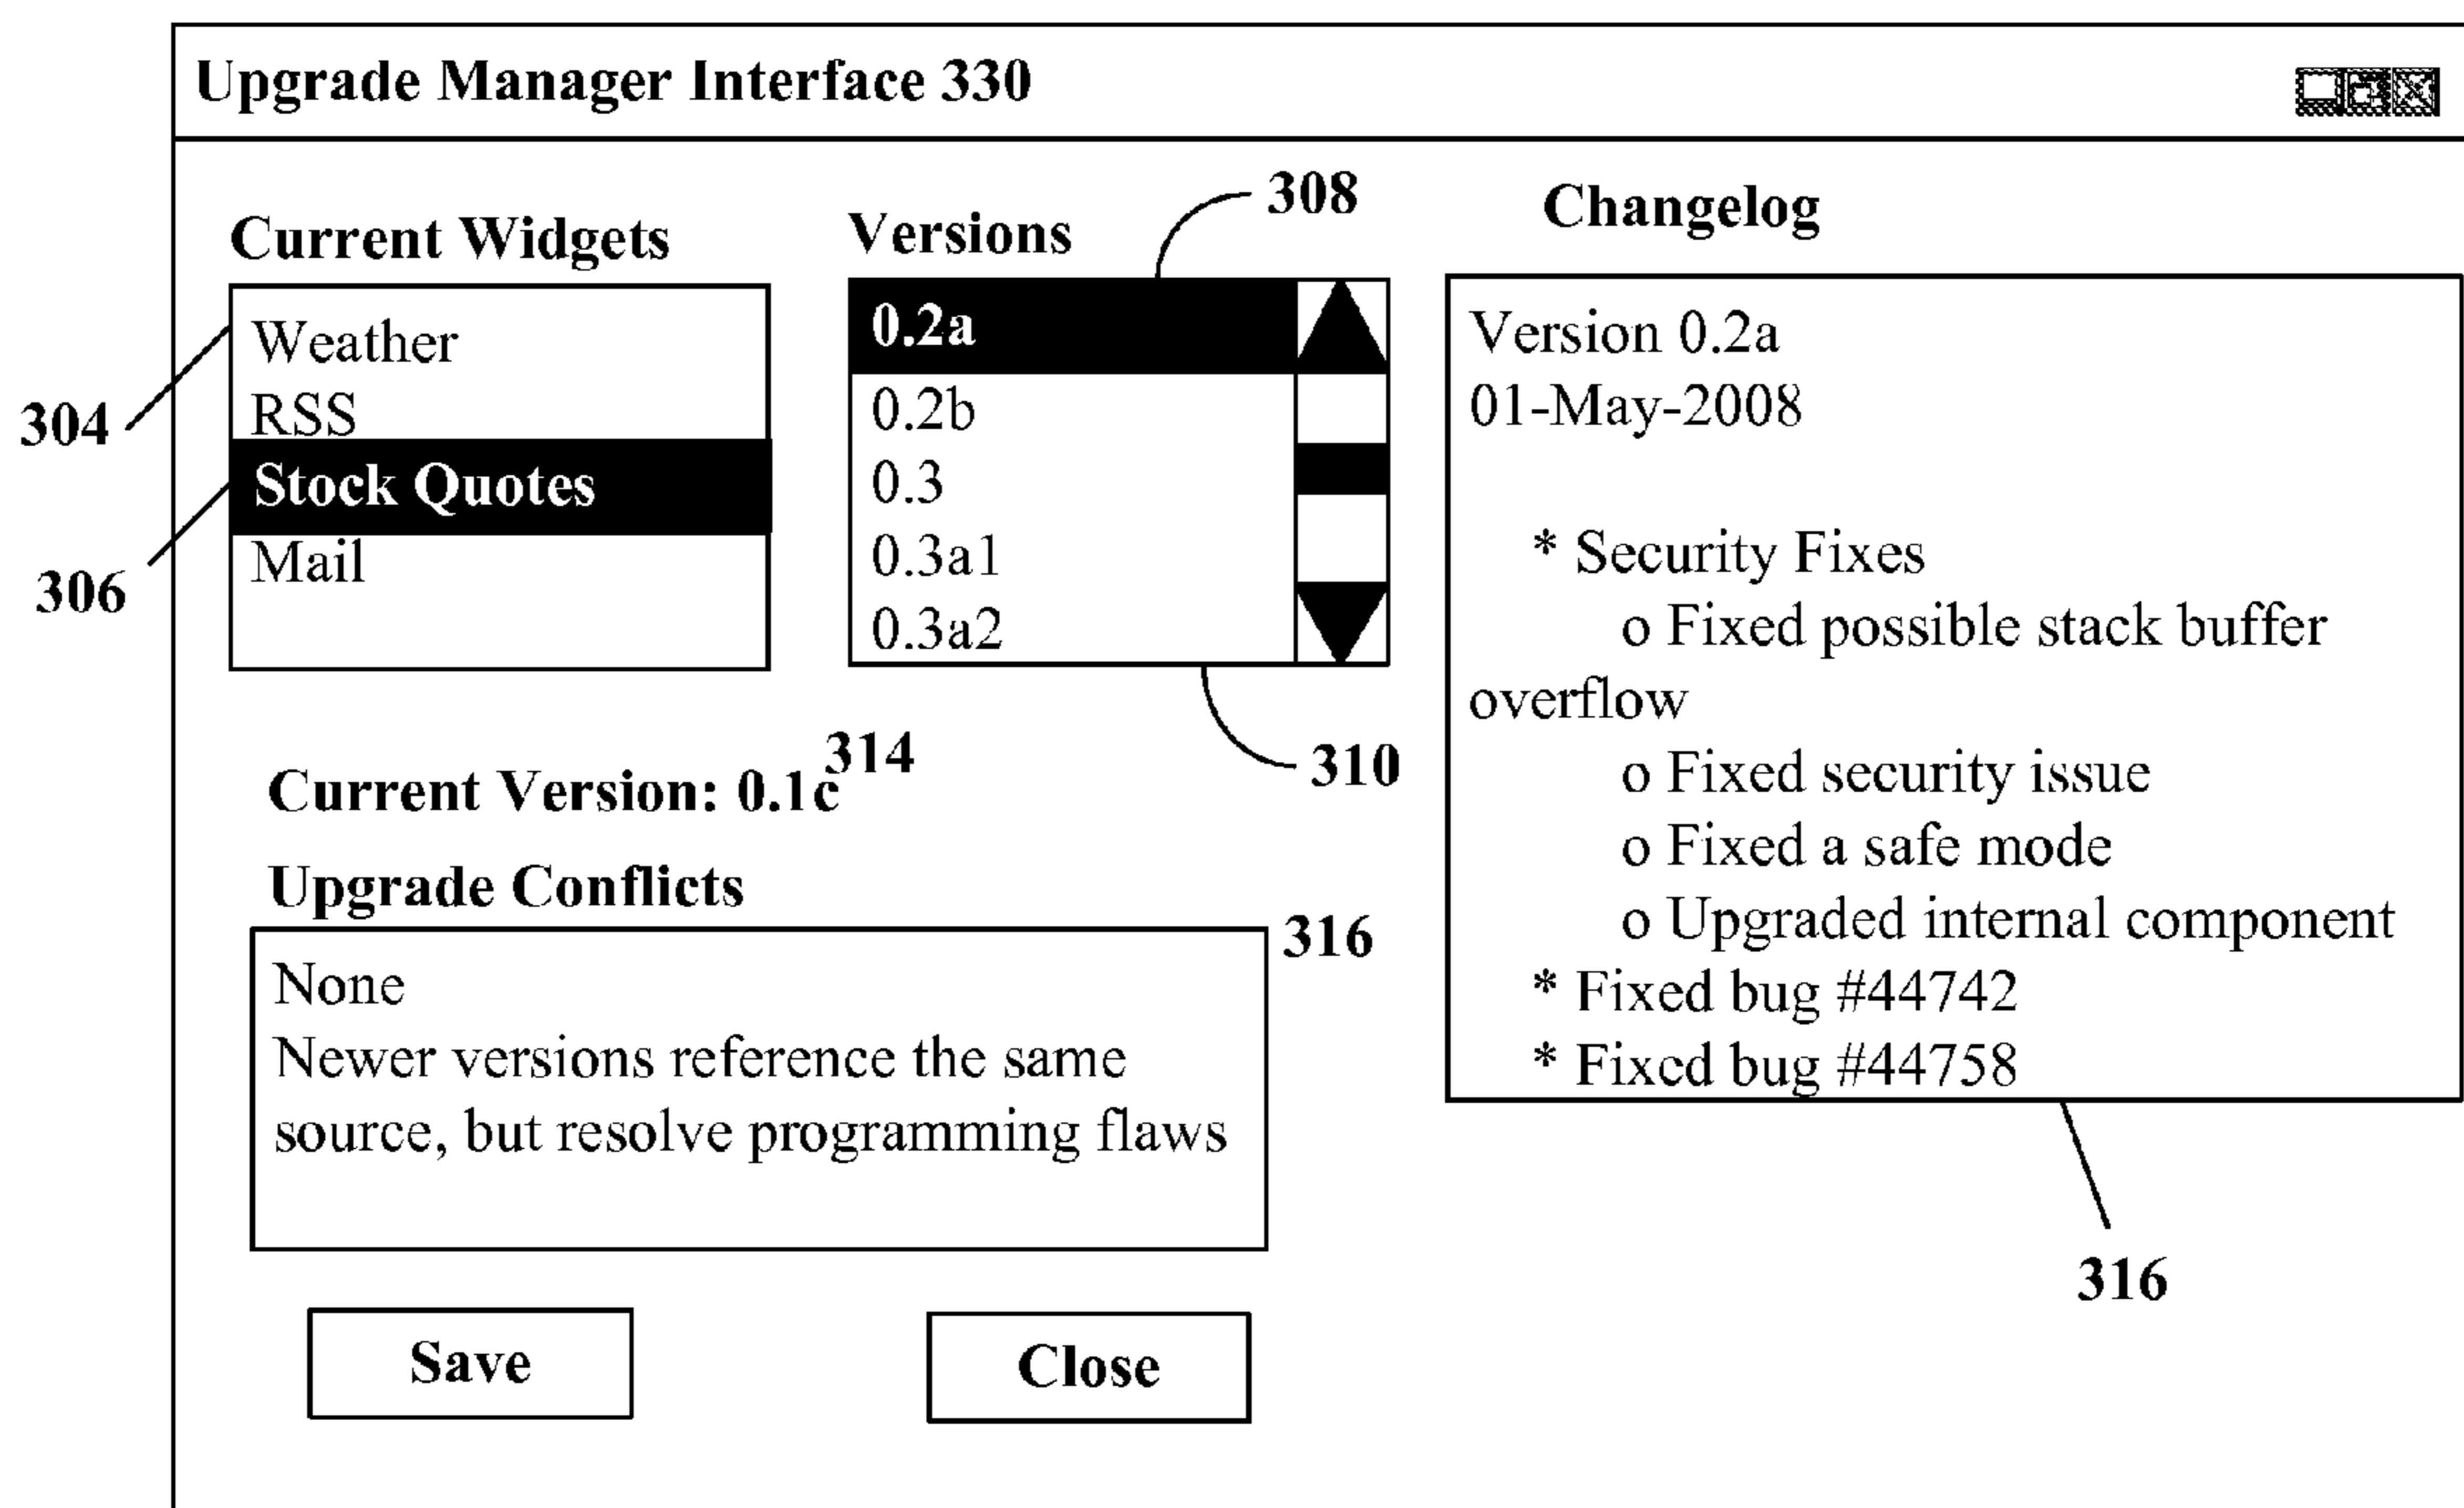 Upgrade Manager Interface 330
Current Widgets
Weather
RSS
Stock Quotes
Mail
304
306
Versions
308
0.2a
0.2b
0.3
0.3a1
0.3a2
310
Current Version: 0.1c
314
Upgrade Conflicts
316
None
Newer versions reference the same
source, but resolve programming flaws
Save
Close
Changelog
Version 0.2a
01-May-2008
* Security Fixes
o Fixed possible stack buffer
overflow
o Fixed security issue
o Fixed a safe mode
o Upgraded internal component
* Fixed bug #44742
* Fixed bug #44758
316